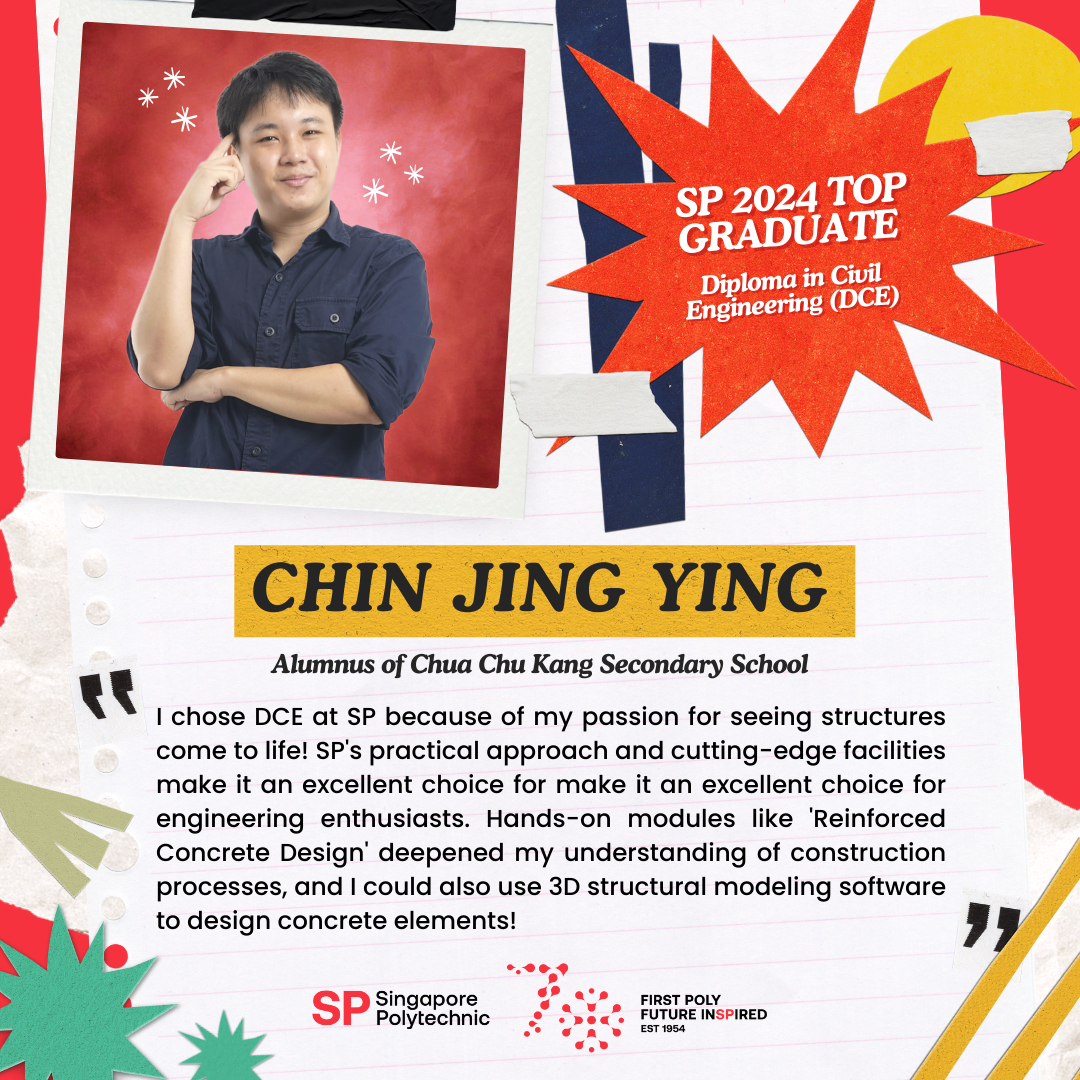 SP 2024 TOP
GRADUATE
Diploma in Civil
Engineering (DCE)
CHIN JING YING
Alumnus of Chua Chu Kang Secondary School
"
I chose DCE at SP because of my passion for seeing structures
come to life! SP's practical approach and cutting-edge facilities
make it an excellent choice for make it an excellent choice for
engineering enthusiasts. Hands-on modules like 'Reinforced
Concrete Design' deepened my understanding of construction
processes, and I could also use 3D structural modeling software
to design concrete elements!
"
SP Singapore
Polytechnic
70
FIRST POLY
FUTURE INSPIRED
EST 1954